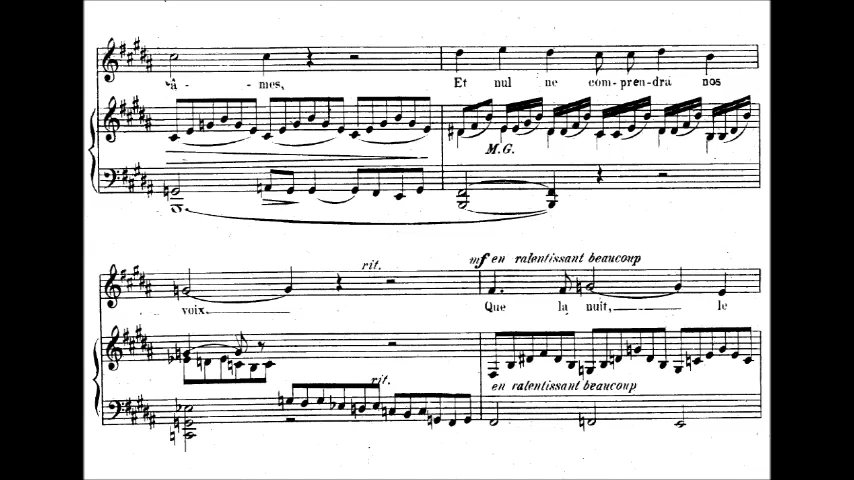 â - - mes, Et nul ne com-pren-dra nos
M.G.
rit.
mf en ralentissant beaucoup
voix. Que la nuit, le
rit.
en ralentissant beaucoup